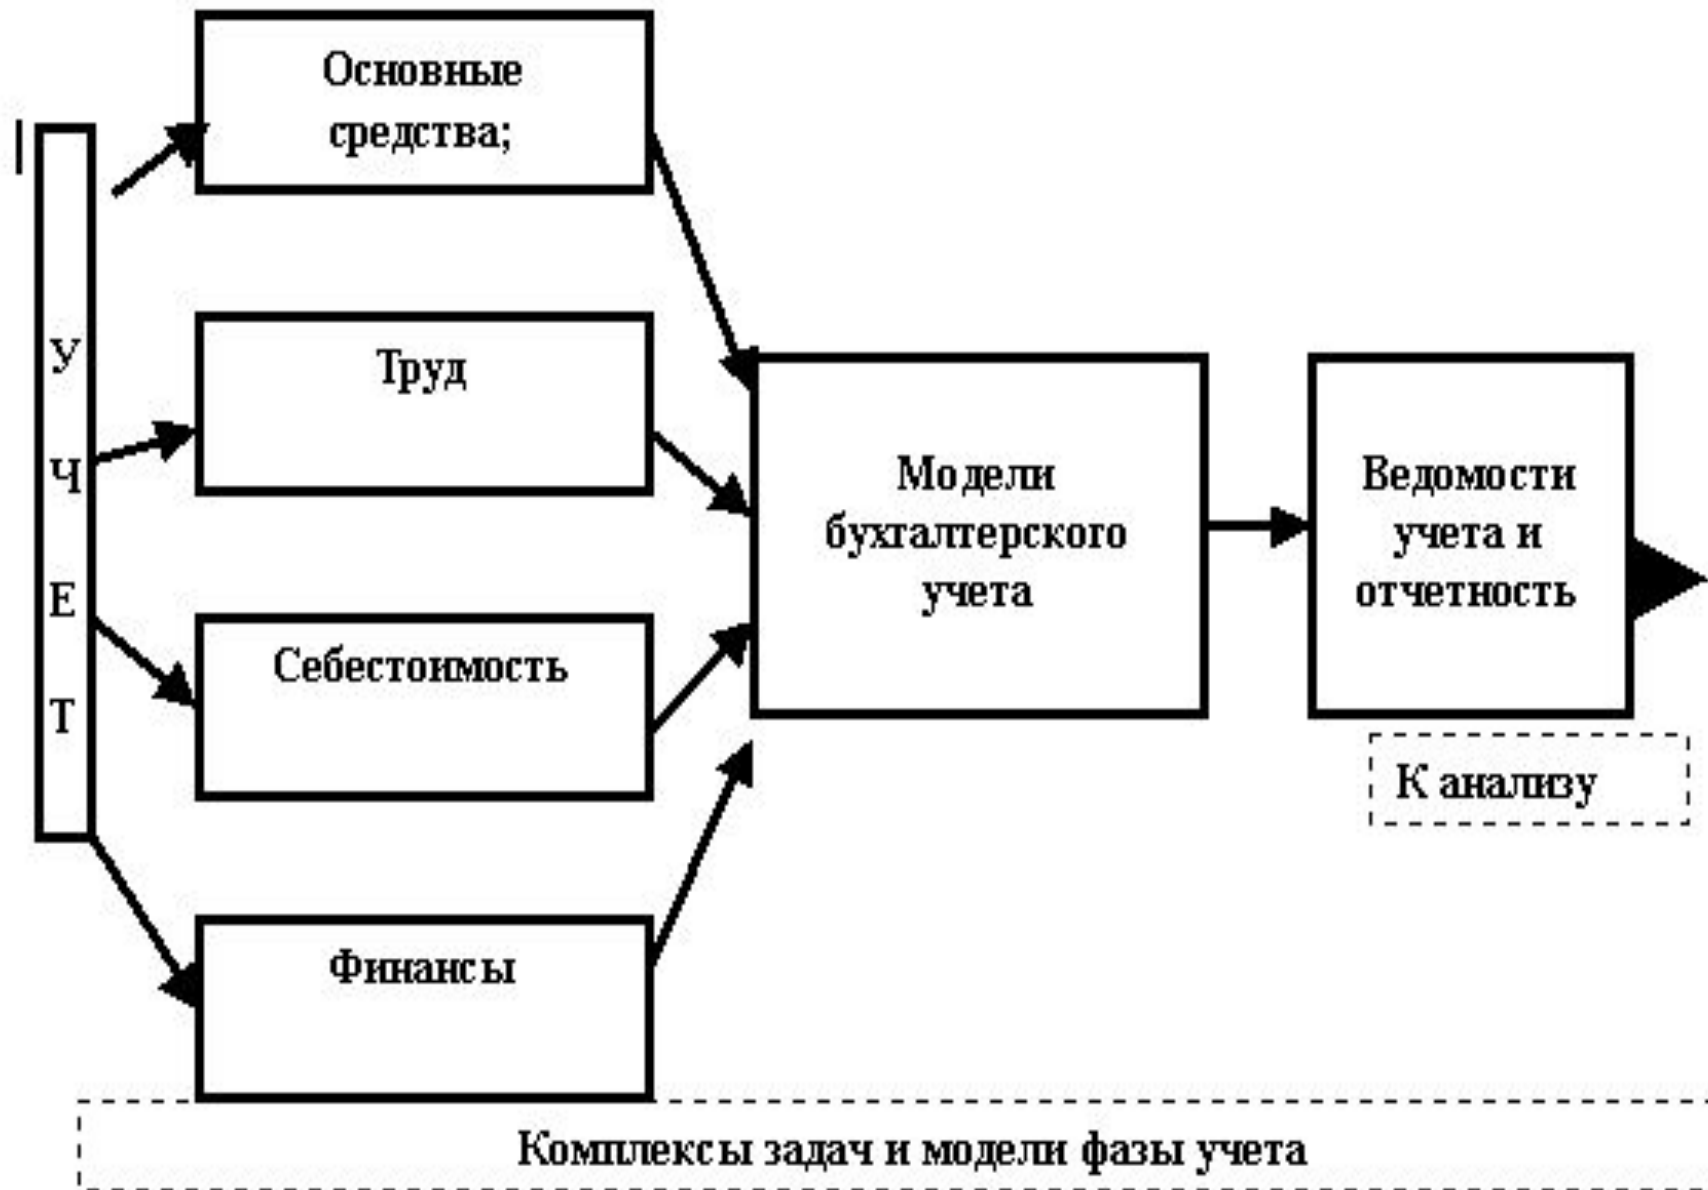 У
Ч
Е
Т
Основные
средства;
Труд
Себестоимость
Финансы
Модели
бухгалтерского
учета
Ведомости
учета и
отчетность
К анализу
Комплексы задач и модели фазы учета